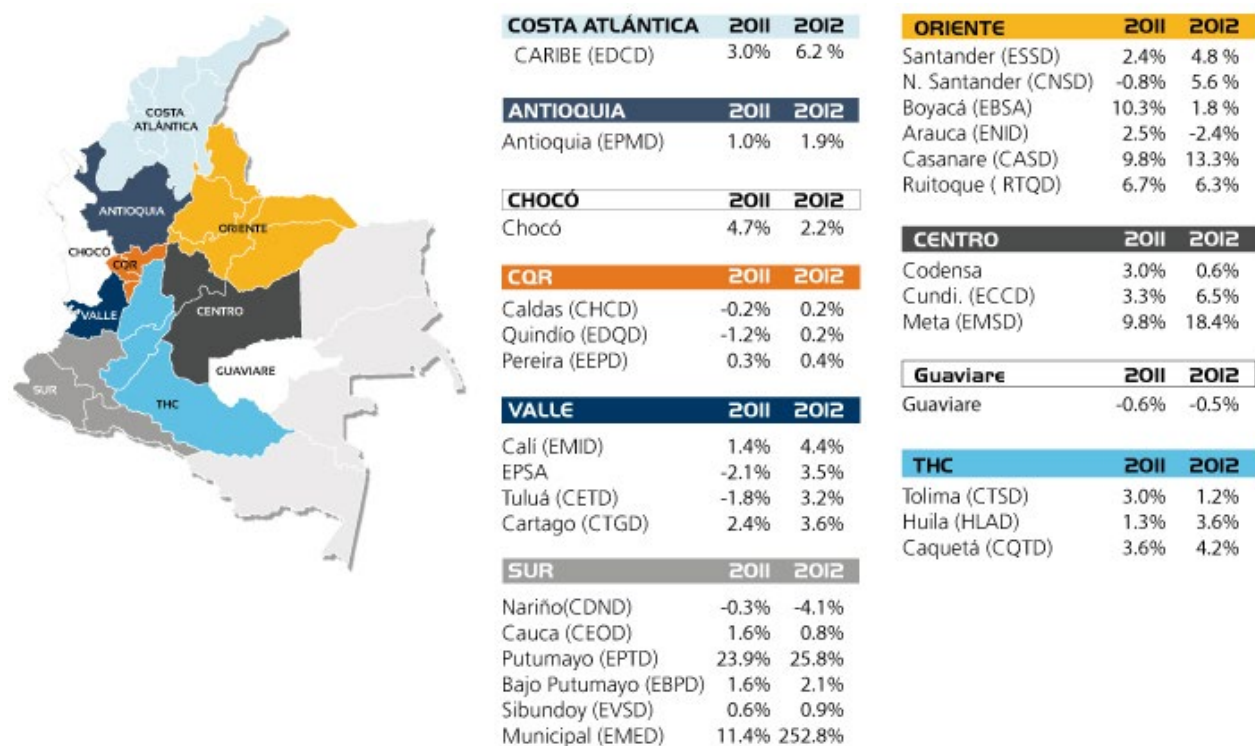 COSTA ATLÁNTICA
ANTIOQUIA
ORIENTE
CHOCÓ
CQR
VALLE
CENTRO
GUAVIARE
SUR
THC
COSTA ATLÁNTICA 2011 2012
CARIBE (EDCD) 3.0% 6.2 %
ANTIOQUIA 2011 2012
Antioquia (EPMD) 1.0% 1.9%
CHOCÓ 2011 2012
Chocó 4.7% 2.2%
CQR 2011 2012
Caldas (CHCD) -0.2% 0.2%
Quindío (EDQD) -1.2% 0.2%
Pereira (EEPD) 0.3% 0.4%
VALLE 2011 2012
Calí (EMID) 1.4% 4.4%
EPSA -2.1% 3.5%
Tuluá (CETD) -1.8% 3.2%
Cartago (CTGD) 2.4% 3.6%
SUR 2011 2012
Nariño(CDND) -0.3% -4.1%
Cauca (CEOD) 1.6% 0.8%
Putumayo (EPTD) 23.9% 25.8%
Bajo Putumayo (EBPD) 1.6% 2.1%
Sibundoy (EVSD) 0.6% 0.9%
Municipal (EMED) 11.4% 252.8%
ORIENTE 2011 2012
Santander (ESSD) 2.4% 4.8 %
N. Santander (CNSD) -0.8% 5.6 %
Boyacá (EBSA) 10.3% 1.8 %
Arauca (ENID) 2.5% -2.4%
Casanare (CASD) 9.8% 13.3%
Ruitoque ( RTQD) 6.7% 6.3%
CENTRO 2011 2012
Codensa 3.0% 0.6%
Cundi. (ECCD) 3.3% 6.5%
Meta (EMSD) 9.8% 18.4%
Guaviare 2011 2012
Guaviare -0.6% -0.5%
THC 2011 2012
Tolima (CTSD) 3.0% 1.2%
Huila (HLAD) 1.3% 3.6%
Caquetá (CQTD) 3.6% 4.2%